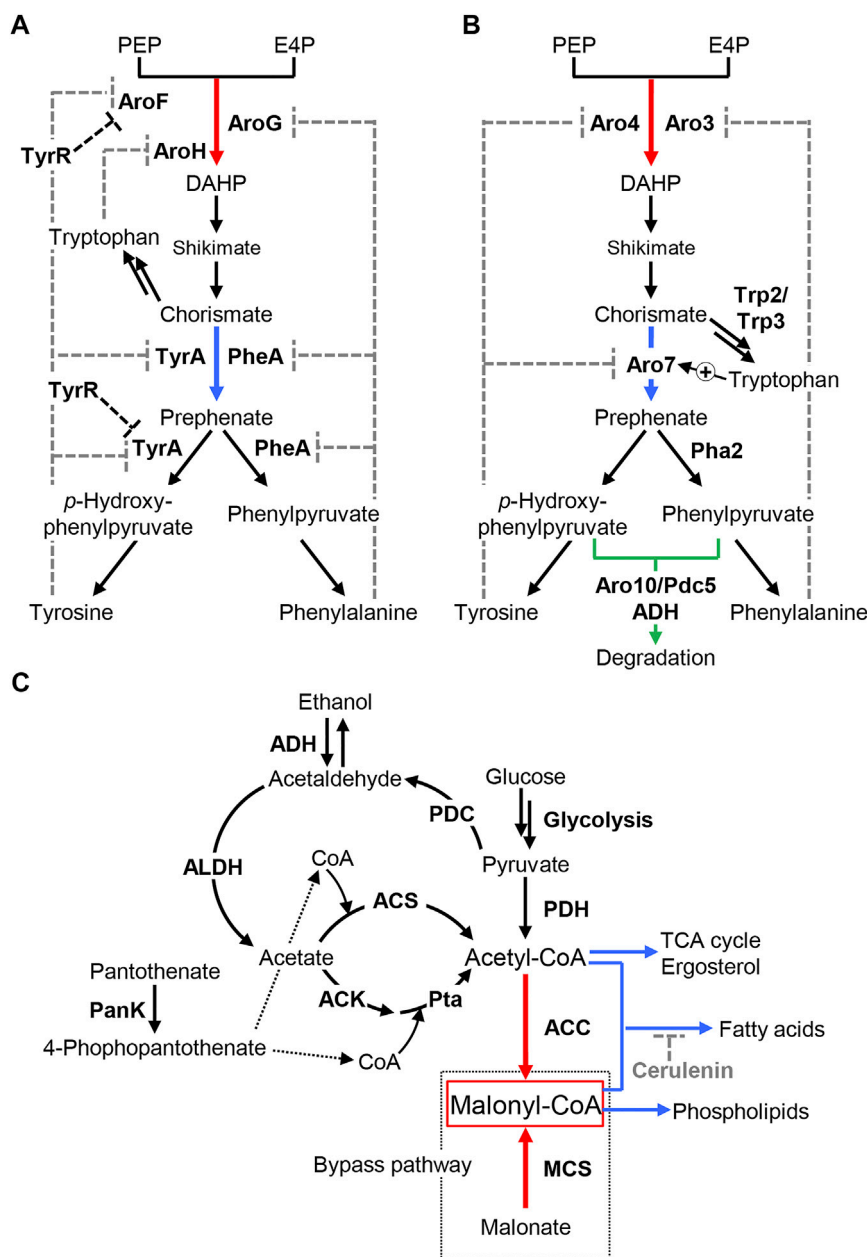 A
PEP
E4P
AroF
AroG
TyrR
AroH
DAHP
Tryptophan
Shikimate
Chorismate
TyrA
PheA
TyrR
Prephenate
TyrA
PheA
p-Hydroxy-
phenylpyruvate
Phenylpyruvate
Tyrosine
Phenylalanine
B
PEP
E4P
Aro4
Aro3
DAHP
Shikimate
Chorismate
Trp2/
Trp3
Aro7
+
Tryptophan
Prephenate
Pha2
p-Hydroxy-
phenylpyruvate
Phenylpyruvate
Aro10/Pdc5
ADH
Tyrosine
Phenylalanine
Degradation
C
Ethanol
ADH
Acetaldehyde
Glucose
PDC
Glycolysis
Pyruvate
ALDH
CoA
ACS
PDH
Acetate
Acetyl-CoA
TCA cycle
Ergosterol
Pantothenate
PanK
ACK
Pta
4-Phophopantothenate
CoA
ACC
Fatty acids
Cerulenin
Malonyl-CoA
Phospholipids
Bypass pathway
MCS
Malonate